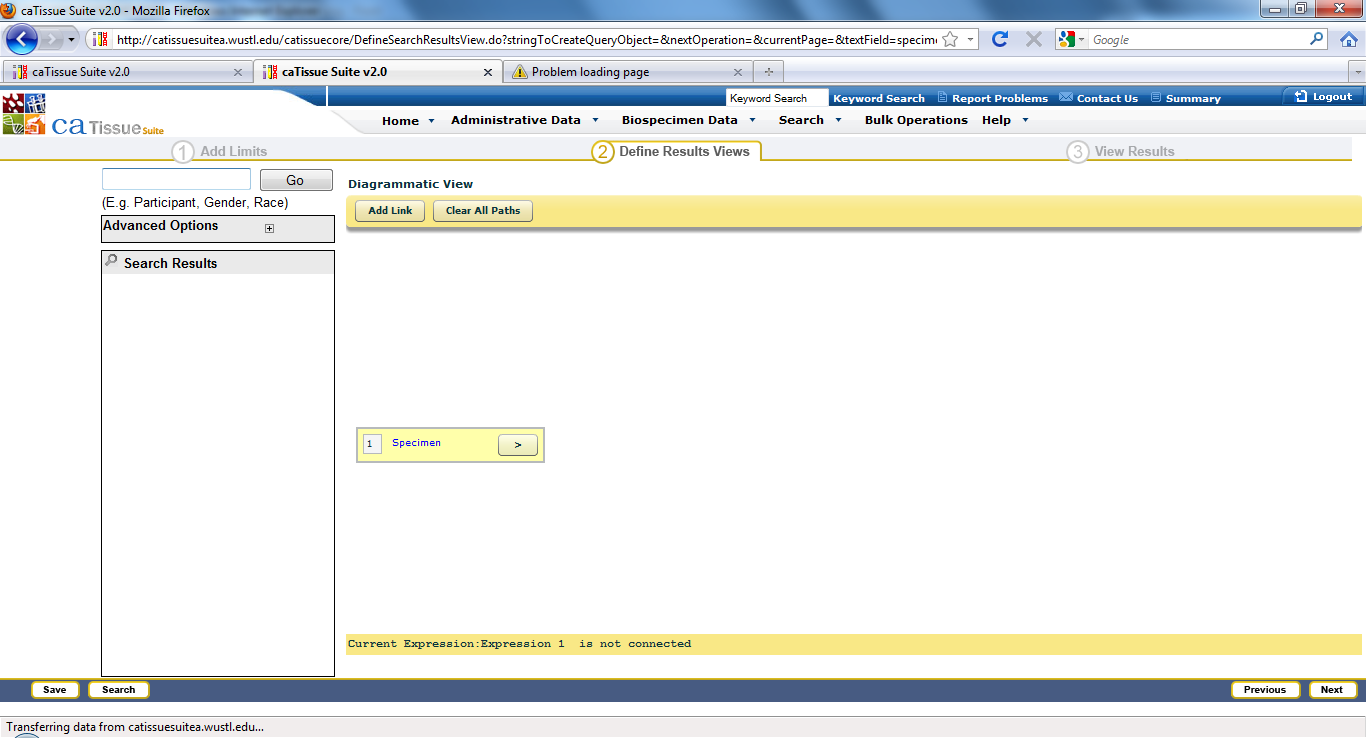 caTissue Suite v2.0 - Mozilla Firefox
http://catissuesuitea.wustl.edu/catissuecore/DefineSearchResultsView.do?stringToCreateQueryObject=&nextOperation=&currentPage=&textField=specim
Google
caTissue Suite v2.0
caTissue Suite v2.0
Problem loading page
Keyword Search Keyword Search Report Problems Contact Us Summary Logout
ca Tissue Suite
Home Administrative Data Biospecimen Data Search Bulk Operations Help
1 Add Limits 2 Define Results Views 3 View Results
Go
(E.g. Participant, Gender, Race)
Advanced Options
Search Results
Diagrammatic View
Add Link Clear All Paths
1 Specimen >
Current Expression:Expression 1 is not connected
Save Search Previous Next
Transferring data from catissuesuitea.wustl.edu...